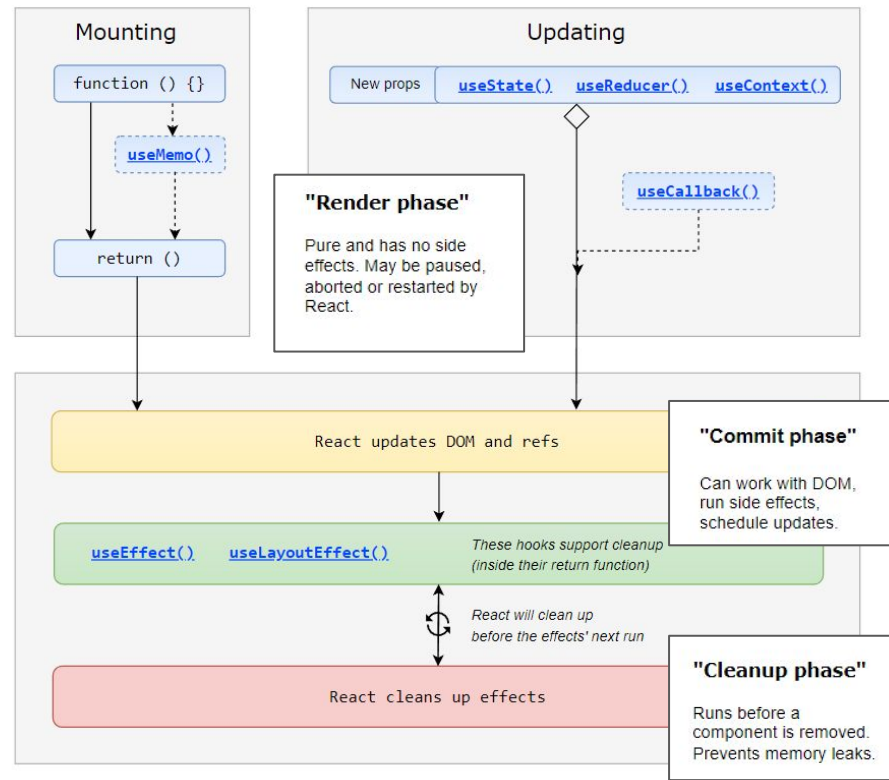 Mounting
function () {}
useMemo()
return ()
Updating
New props
useState()
useReducer()
useContext()
useCallback()
"Render phase"
Pure and has no side
effects. May be paused,
aborted or restarted by
React.
React updates DOM and refs
"Commit phase"
Can work with DOM,
run side effects,
schedule updates.
useEffect()
useLayoutEffect()
These hooks support cleanup
(inside their return function)
React will clean up
before the effects' next run
React cleans up effects
"Cleanup phase"
Runs before a
component is removed.
Prevents memory leaks.